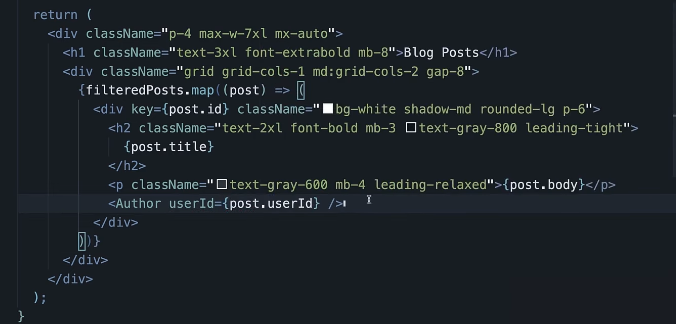 return (
<div className="p-4 max-w-7xl mx-auto">
<h1 className="text-3xl font-extrabold mb-8">Blog Posts</h1>
<div className="grid grid-cols-1 md:grid-cols-2 gap-8">
{filteredPosts.map((post) => (
<div key={post.id} className="bg-white shadow-md rounded-lg p-6">
<h2 className="text-2xl font-bold mb-3 text-gray-800 leading-tight">
{post.title}
</h2>
<p className="text-gray-600 mb-4 leading-relaxed">{post.body}</p>
<Author userId={post.userId} />
</div>
))}
</div>
</div>
);
}